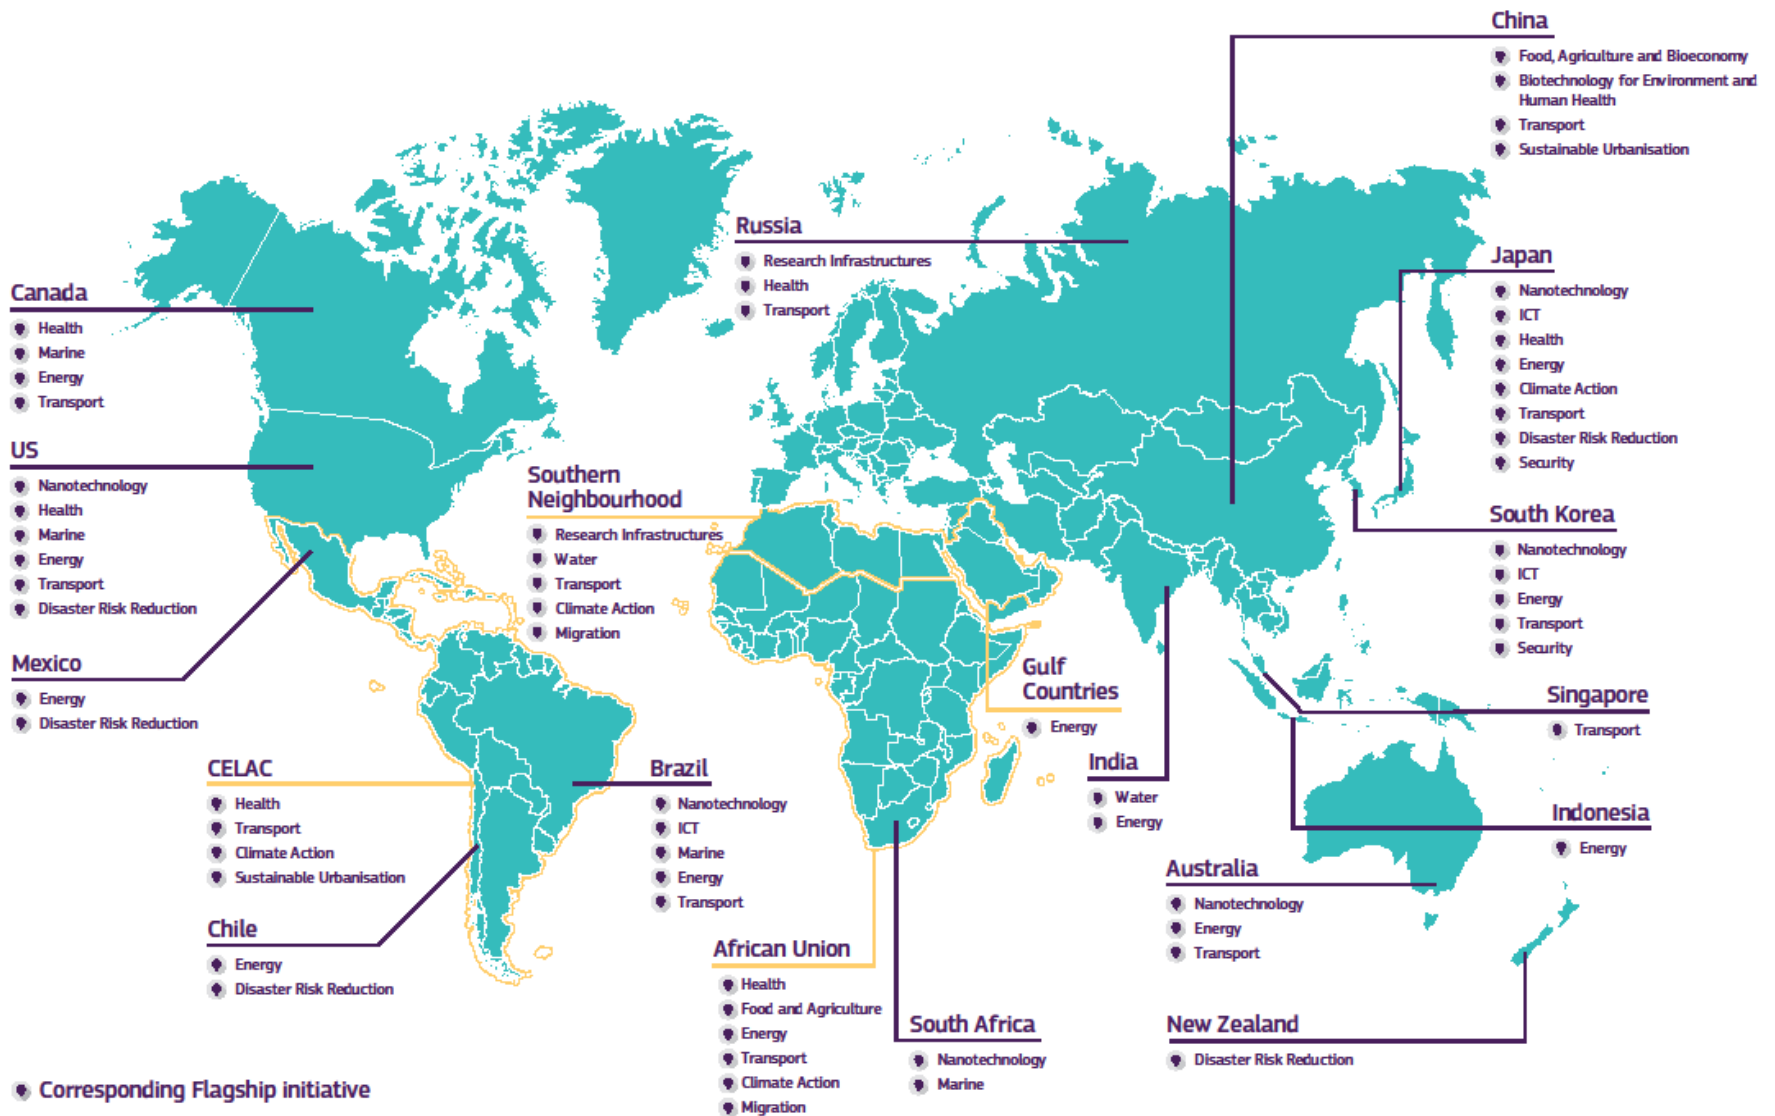 China
Food, Agriculture and Bioeconomy
Biotechnology for Environment and
Human Health
Transport
Sustainable Urbanisation
Russia
Research Infrastructures
Health
Transport
Japan
Nanotechnology
ICT
Health
Energy
Climate Action
Transport
Disaster Risk Reduction
Security
Canada
Health
Marine
Energy
Transport
US
Nanotechnology
Health
Marine
Energy
Transport
Disaster Risk Reduction
Southern
Neighbourhood
Research Infrastructures
Water
Transport
Climate Action
Migration
South Korea
Nanotechnology
ICT
Energy
Transport
Security
Mexico
Energy
Disaster Risk Reduction
Gulf
Countries
Energy
Singapore
Transport
CELAC
Health
Transport
Climate Action
Sustainable Urbanisation
Brazil
Nanotechnology
ICT
Marine
Energy
Transport
India
Water
Energy
Indonesia
Energy
Australia
Nanotechnology
Energy
Transport
Chile
Energy
Disaster Risk Reduction
African Union
Health
Food and Agriculture
Energy
Transport
Climate Action
Migration
South Africa
Nanotechnology
Marine
New Zealand
Disaster Risk Reduction
Corresponding Flagship initiative